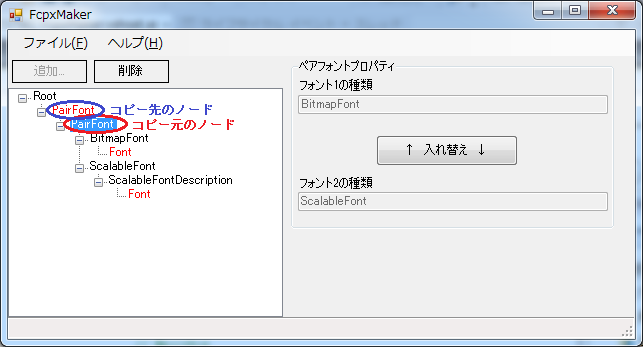 FcpxMaker
ファイル(F) ヘルプ(H)
追加... 削除
Root
PairFont コピー先のノード
PairFont コピー元のノード
BitmapFont
Font
ScalableFont
ScalableFontDescription
Font
ペアフォントプロパティ
フォント1の種類
BitmapFont
↑ 入れ替え ↓
フォント2の種類
ScalableFont